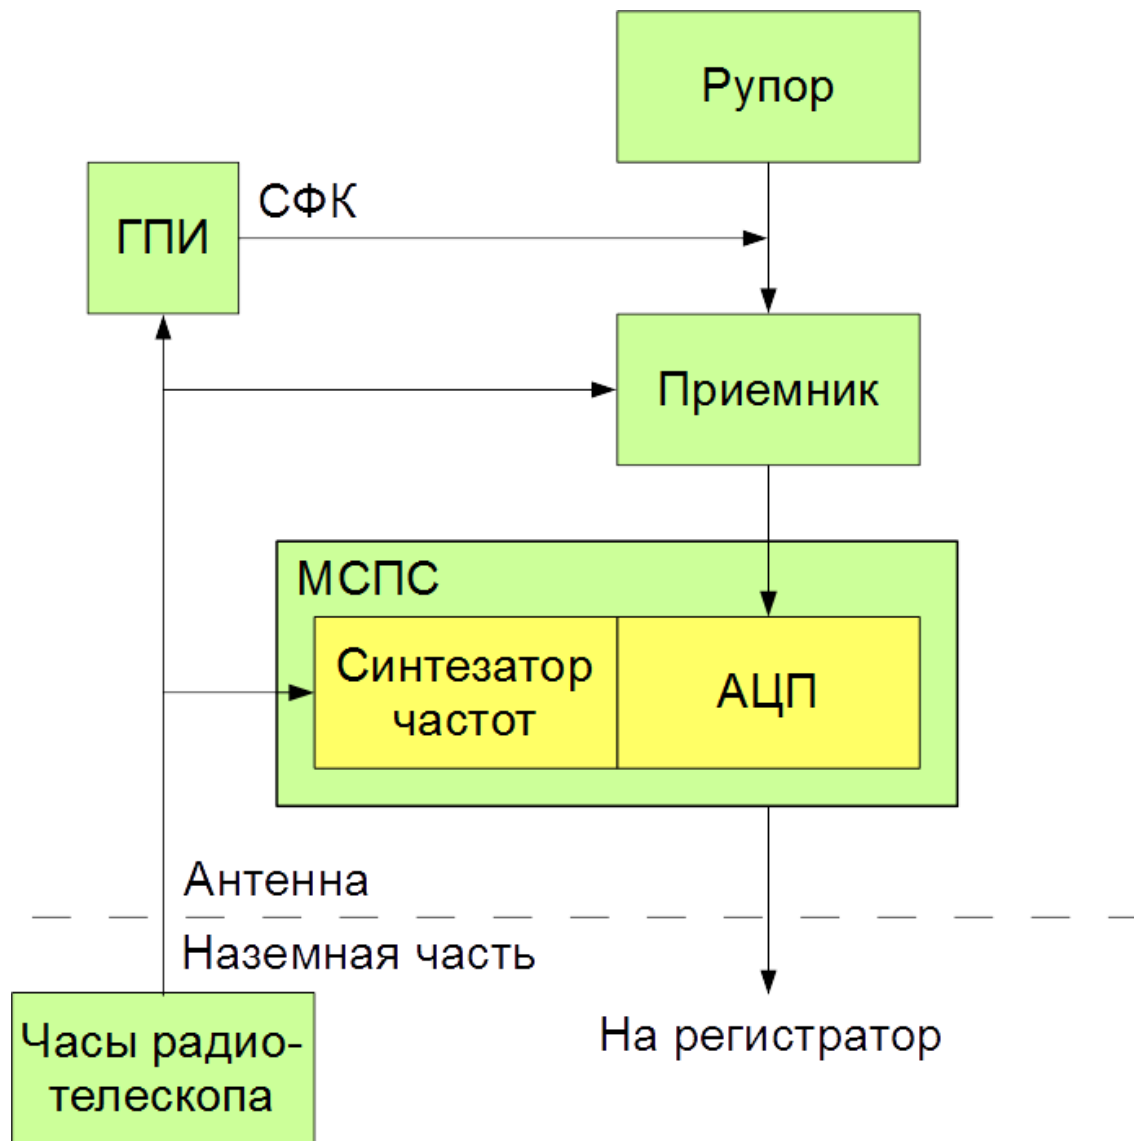 Рупор
СФК
ГПИ
Приемник
МСПС
Синтезатор
частот
АЦП
Антенна
Наземная часть
Часы радио-
телескопа
На регистратор